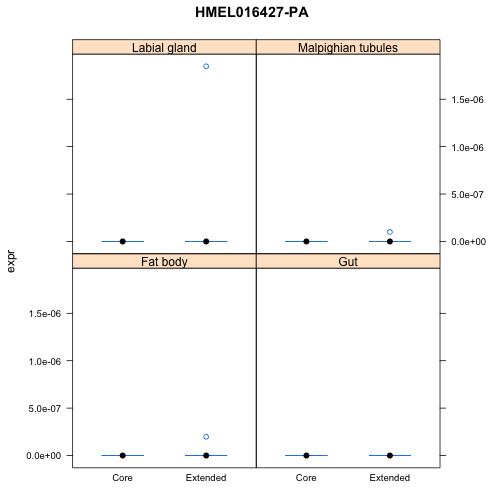 HMEL016427-PA
Labial gland Malpighian tubules
1.5e-06
1.0e-06
5.0e-07
0.0e+00
expr
Fat body Gut
1.5e-06
1.0e-06
5.0e-07
0.0e+00
Core Extended Core Extended